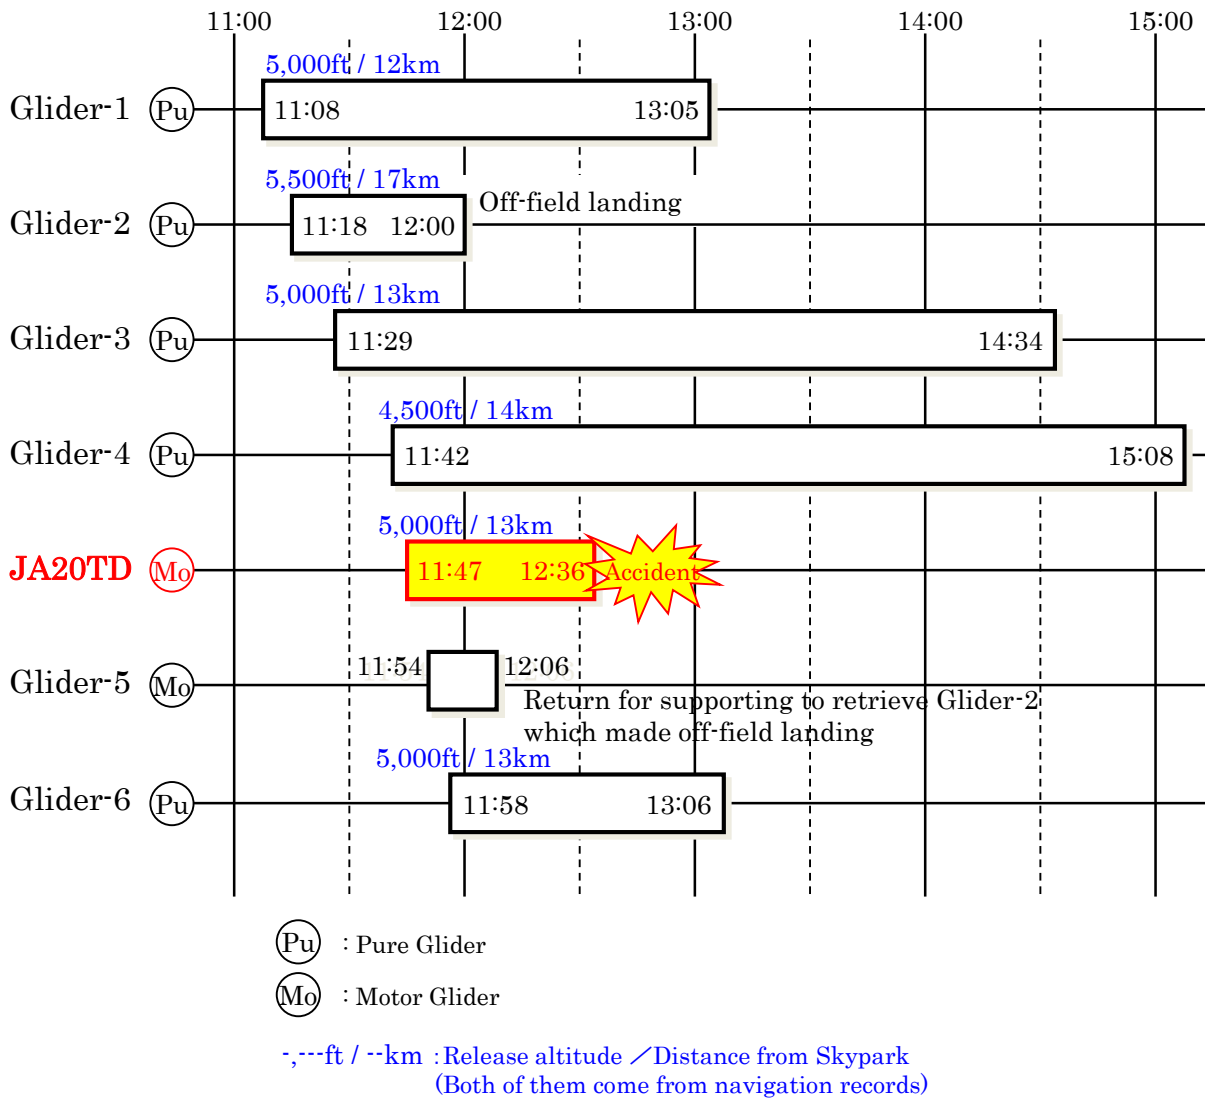 11:00 12:00 13:00 14:00 15:00
5,000ft / 12km
Glider-1 Pu 11:08 13:05
5,500ft / 17km
Glider-2 Pu 11:18 12:00 Off-field landing
5,000ft / 13km
Glider-3 Pu 11:29 14:34
4,500ft / 14km
Glider-4 Pu 11:42 15:08
5,000ft / 13km
JA20TD Mo 11:47 12:36 Accident
Glider-5 Mo 11:54 12:06
Return for supporting to retrieve Glider-2
which made off-field landing
5,000ft / 13km
Glider-6 Pu 11:58 13:06
Pu : Pure Glider
Mo : Motor Glider
-,---ft / --km : Release altitude ／Distance from Skypark
(Both of them come from navigation records)